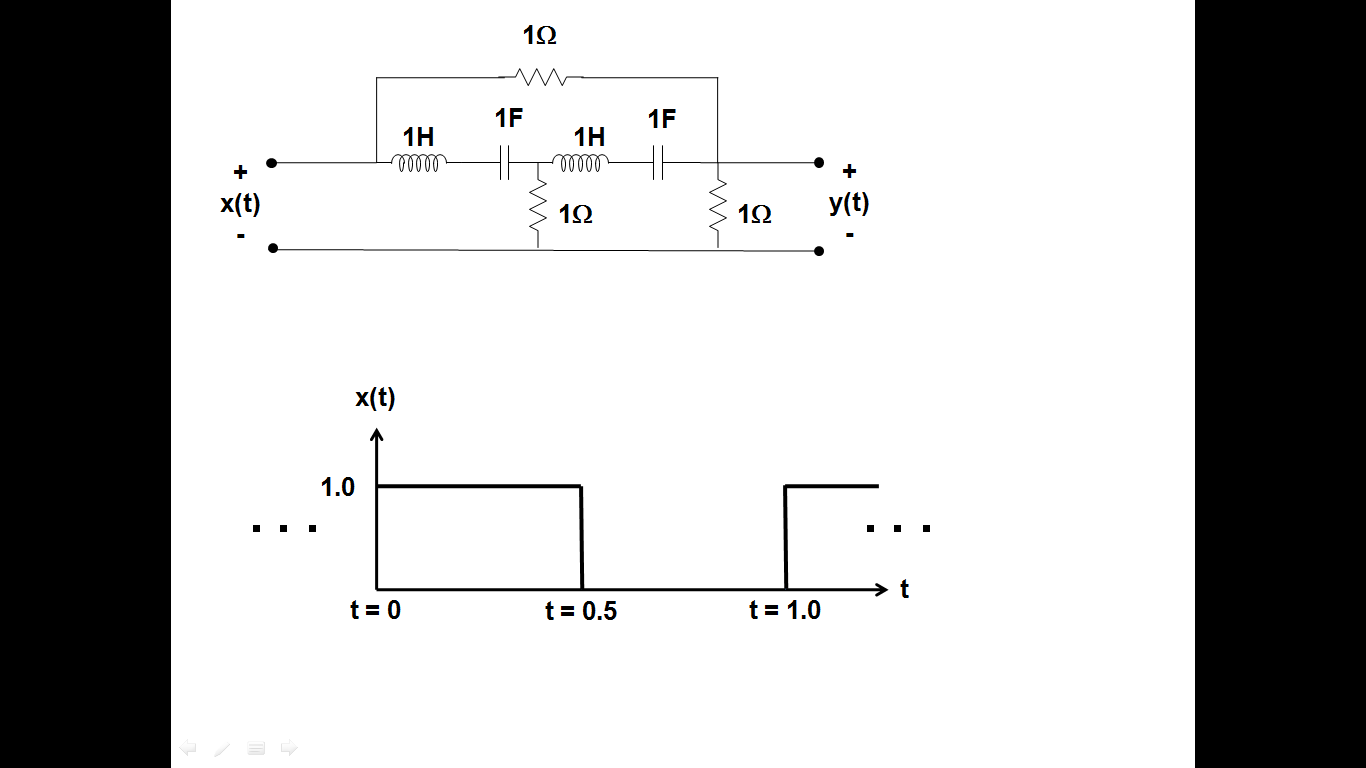 1Ω
1F 1F
1H 1H
+ +
x(t) 1Ω 1Ω y(t)
- -
x(t)
1.0
. . . . . .
t
t = 0 t = 0.5 t = 1.0